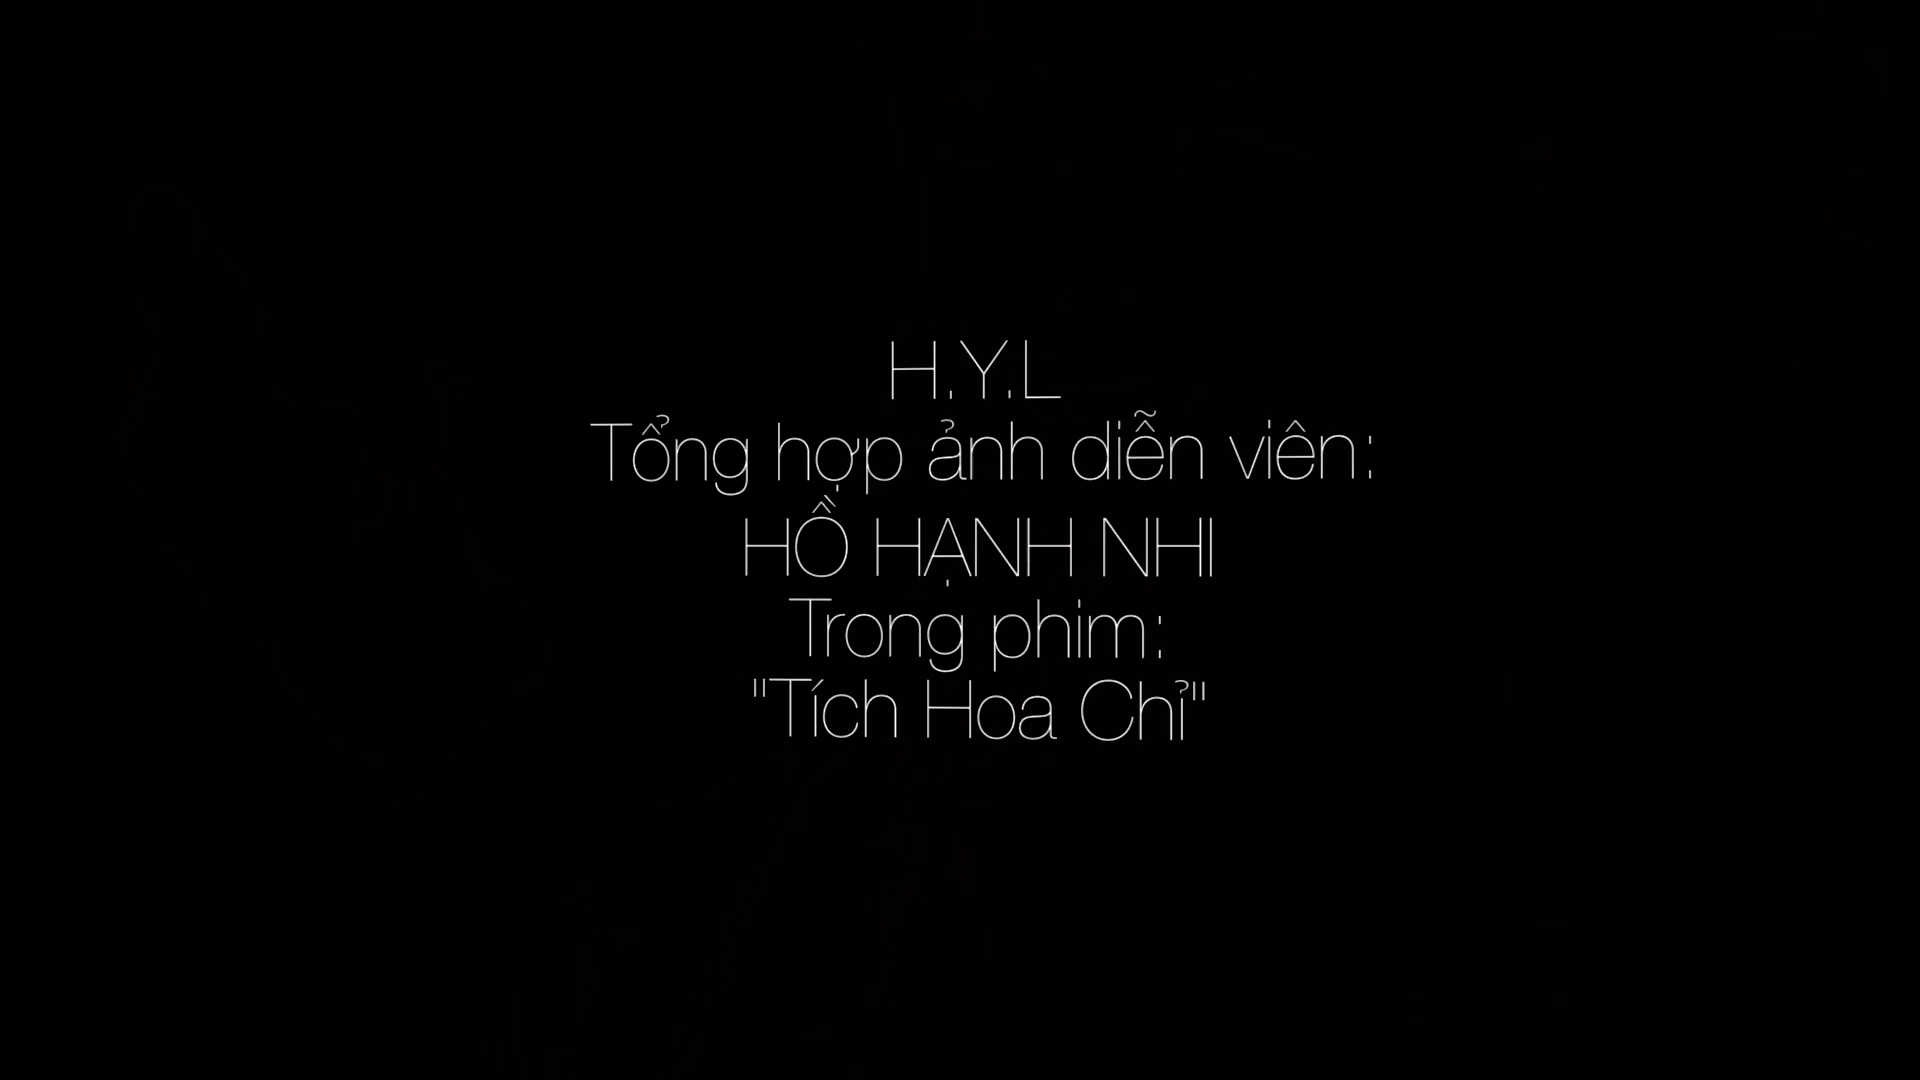 H.Y.L
Tổng hợp ảnh diễn viên:
HỒ HẠNH NHI
Trong phim:
"Tích Hoa Chỉ"